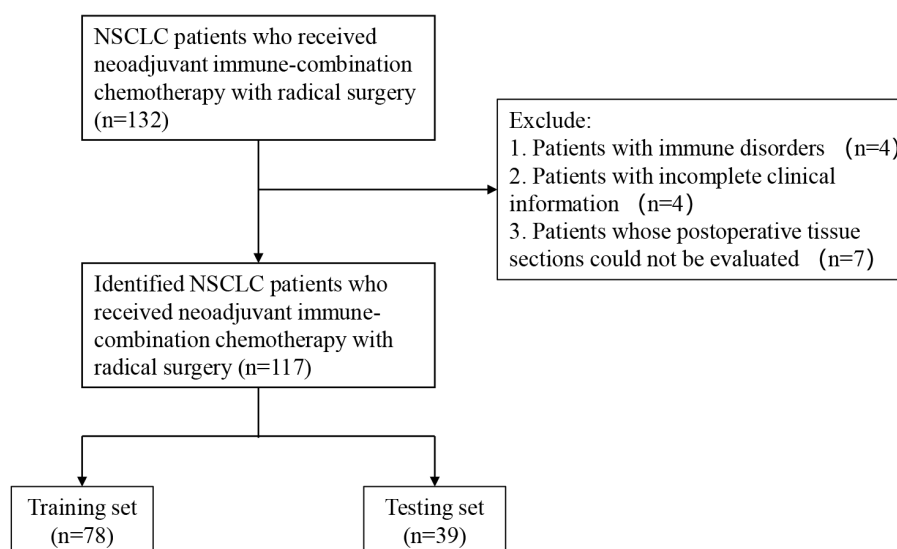 NSCLC patients who received
neoadjuvant immune-combination
chemotherapy with radical surgery
(n=132)
Exclude:
1. Patients with immune disorders （n=4）
2. Patients with incomplete clinical
information （n=4）
3. Patients whose postoperative tissue
sections could not be evaluated （n=7）
Identified NSCLC patients who
received neoadjuvant immune-
combination chemotherapy with
radical surgery (n=117)
Training set
(n=78)
Testing set
(n=39)